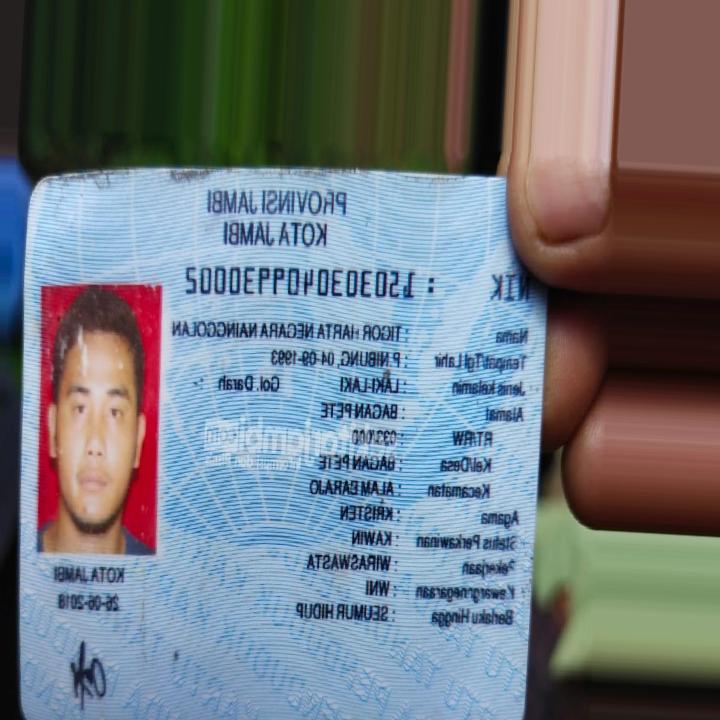 PROVINSI JAMBI
KOTA JAMBI
NIK : 1503030409930005
Nama : TIGOR HARTA NEGARA NAINGGOLAN
Tempat/Tgl Lahir : P.NIBUNG, 04-09-1993
Jenis kelamin : LAKI-LAKI Gol. Darah : -
Alamat : BAGAN PETE
RT/RW :
Kel/Desa : BAGAN PETE
Kecamatan : ALAM BARAJO
Agama : KRISTEN
Status Perkawinan : KAWIN
Pekerjaan : WIRASWASTA
Kewarganegaraan : WNI
Berlaku Hingga : SEUMUR HIDUP
KOTA JAMBI
26-06-2018